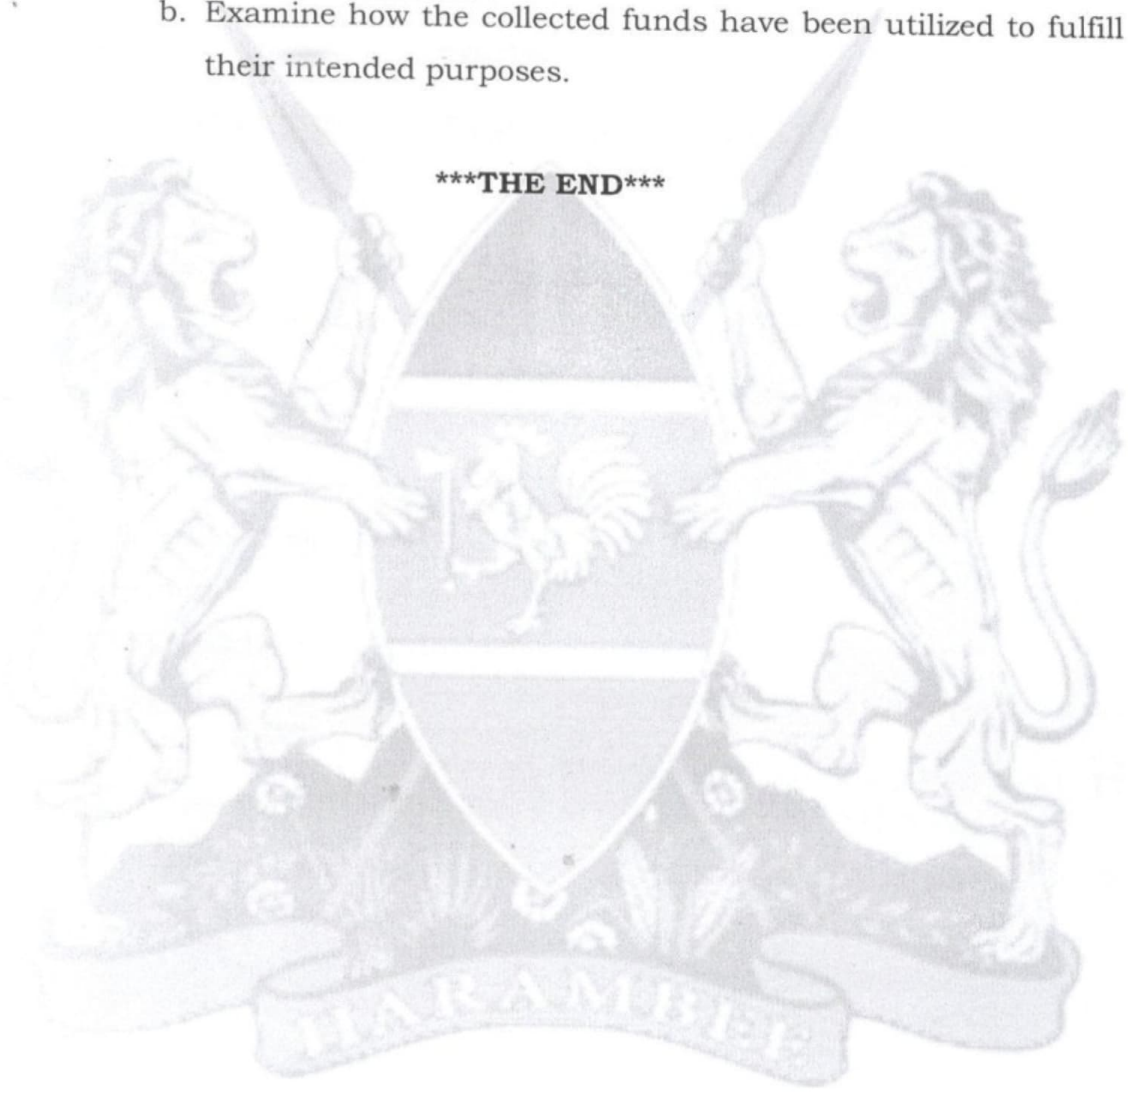 b. Examine how the collected funds have been utilized to fulfill
their intended purposes.
***THE END***
HARAMBEE